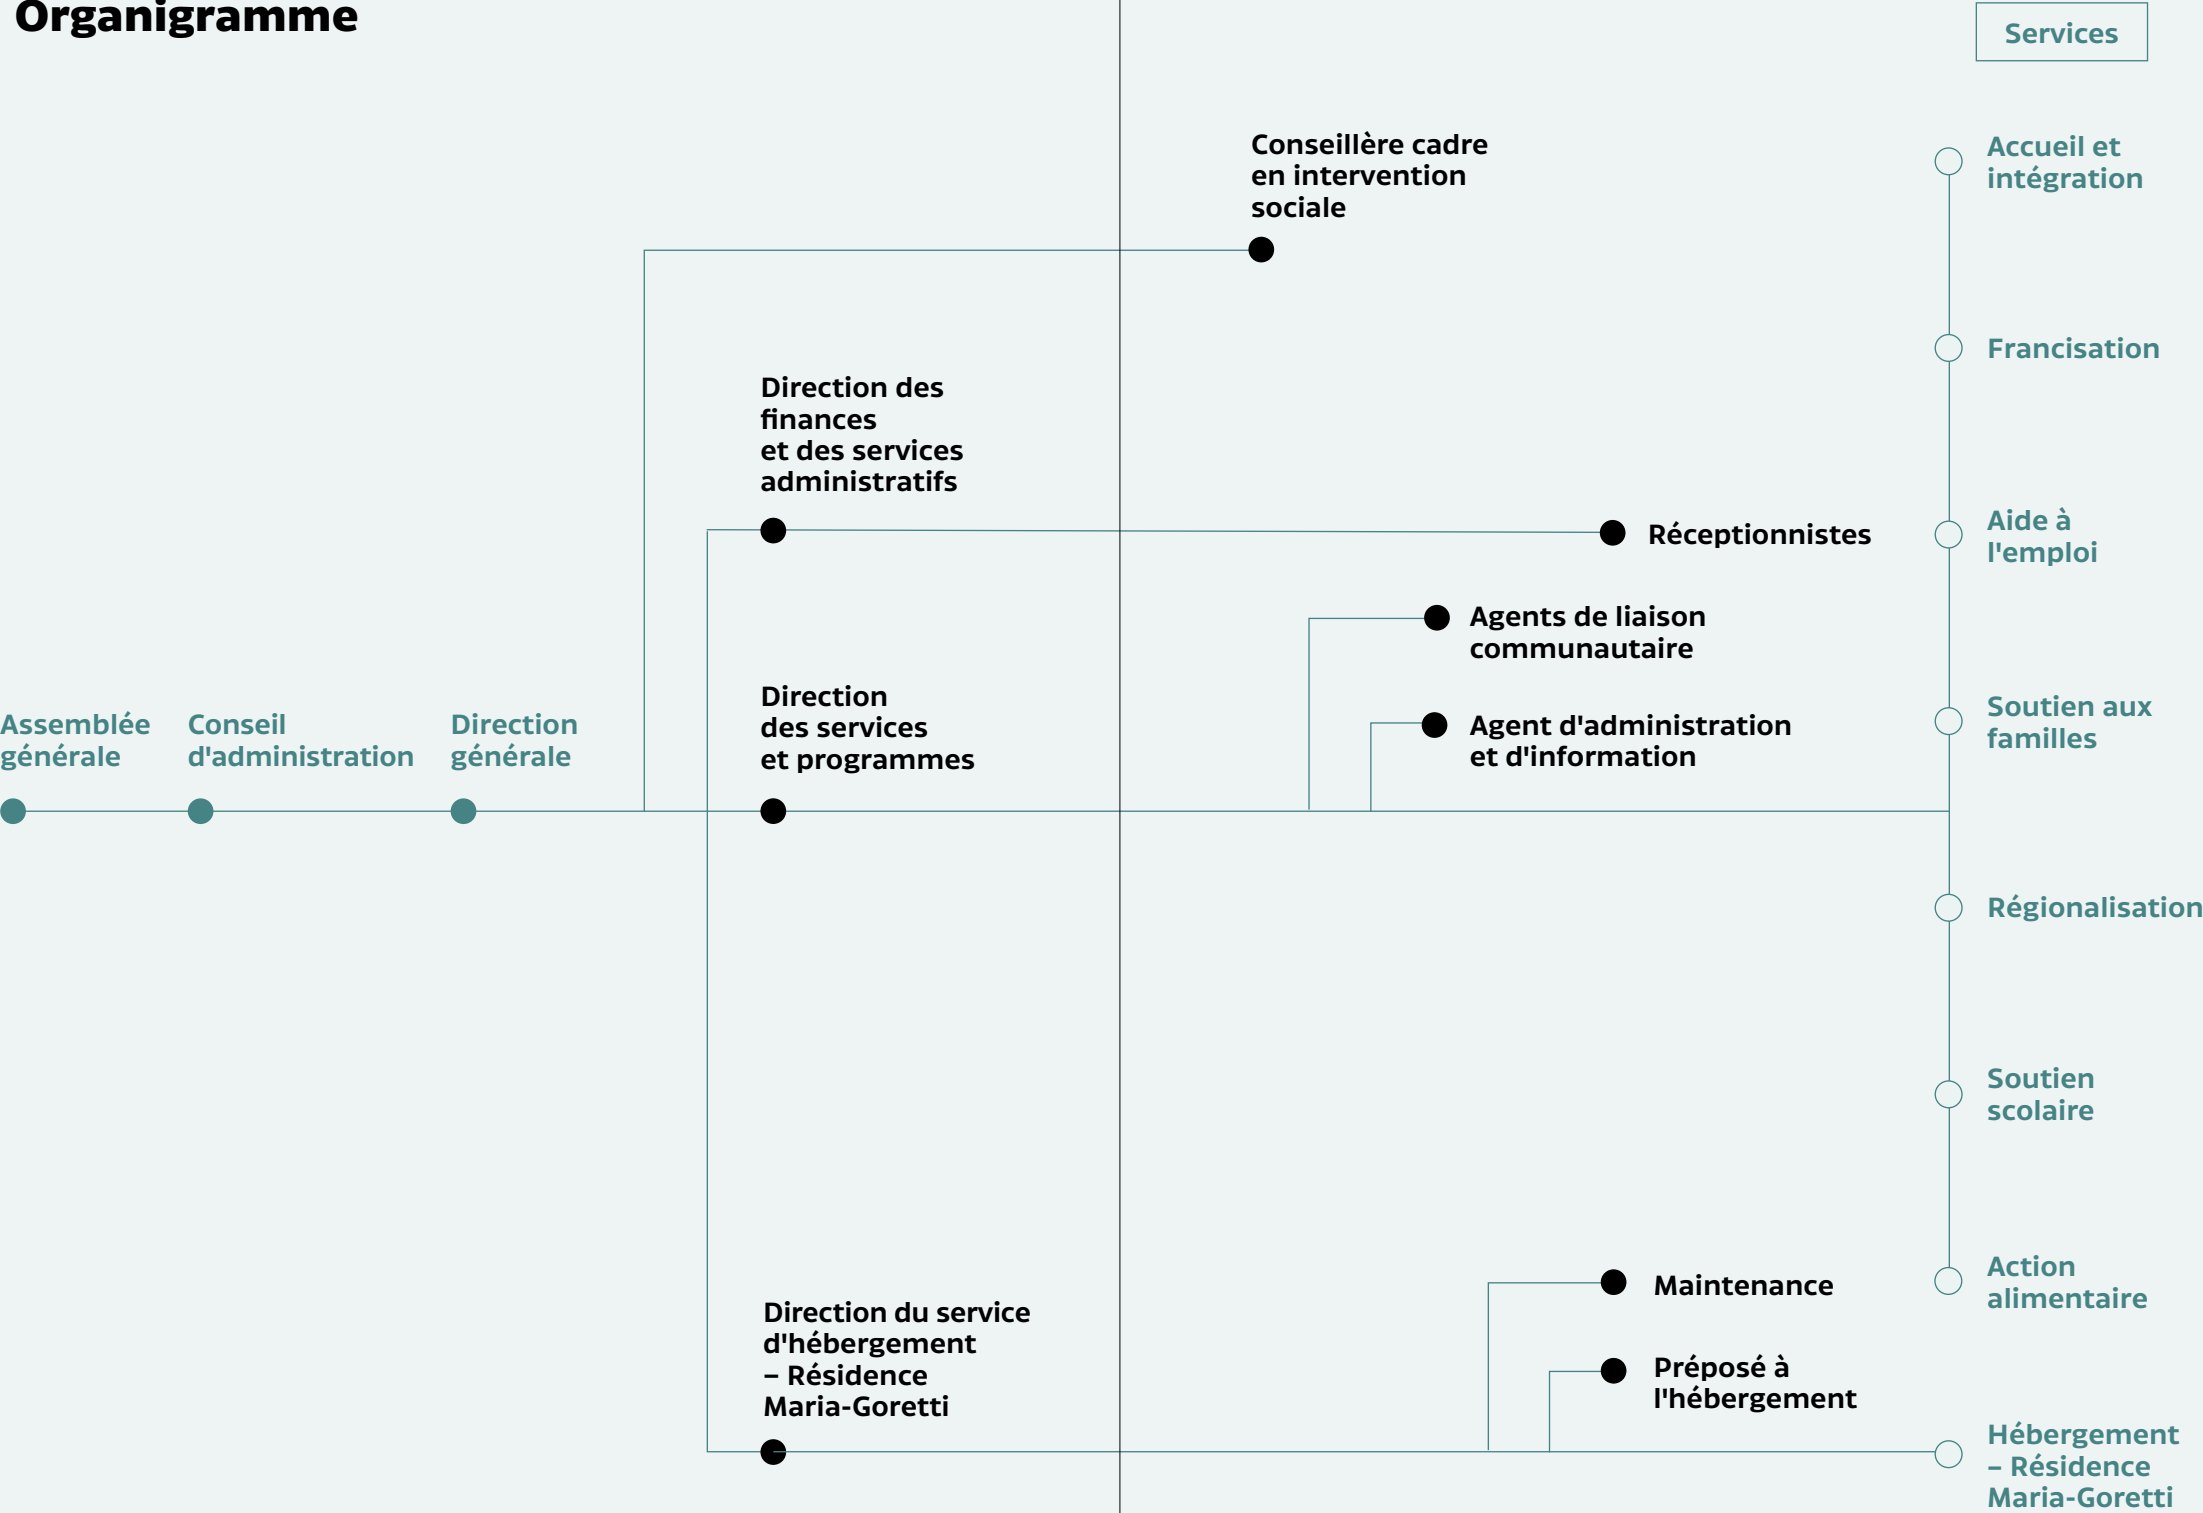 Organigramme
Services
Conseillère cadre
en intervention
sociale
Accueil et
intégration
Francisation
Direction des
finances
et des services
administratifs
Réceptionnistes
Aide à
l'emploi
Agents de liaison
communautaire
Direction
des services
et programmes
Agent d'administration
et d'information
Soutien aux
familles
Assemblée
générale
Conseil
d'administration
Direction
générale
Régionalisation
Soutien
scolaire
Action
alimentaire
Maintenance
Direction du service
d'hébergement
– Résidence
Maria-Goretti
Préposé à
l'hébergement
Hébergement
– Résidence
Maria-Goretti